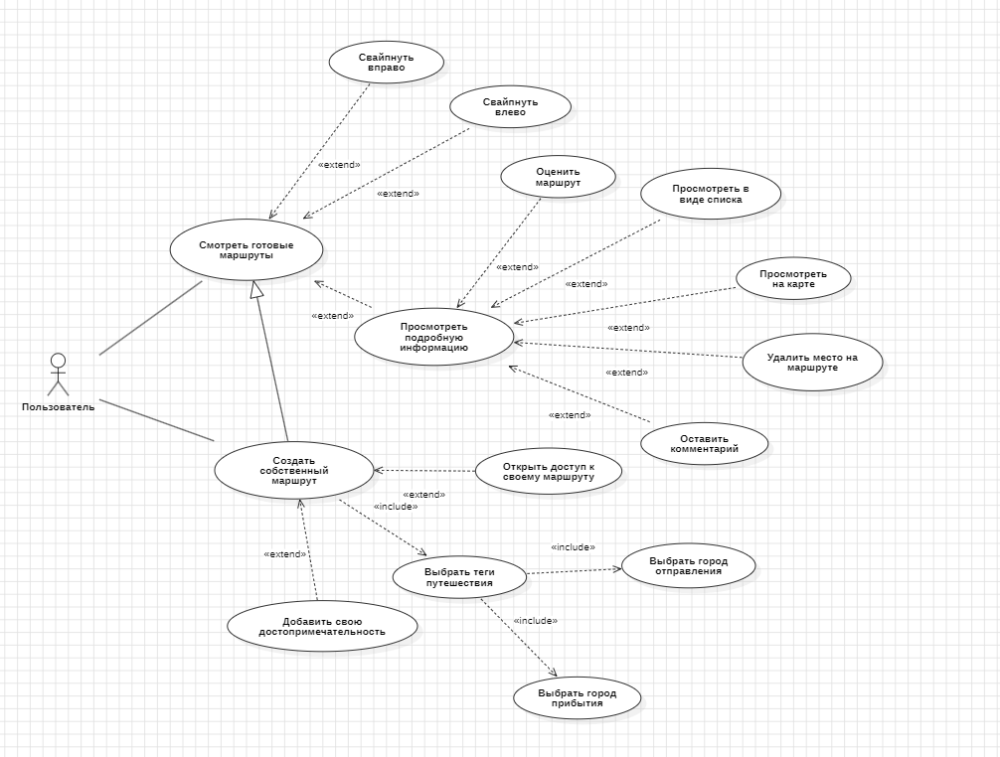 Свайпнуть
вправо
Свайпнуть
влево
«extend»
«extend»
Оценить
маршрут
Просмотреть в
виде списка
Смотреть готовые
маршруты
«extend»
«extend»
Просмотреть
на карте
«extend»
Просмотреть
подробную
информацию
«extend»
Удалить место на
маршруте
«extend»
Пользователь
«extend»
Оставить
комментарий
Создать
собственный
маршрут
Открыть доступ к
своему маршруту
«extend»
«include»
«extend»
«include»
Выбрать теги
путешествия
Выбрать город
отправления
Добавить свою
достопримечательность
«include»
Выбрать город
прибытия